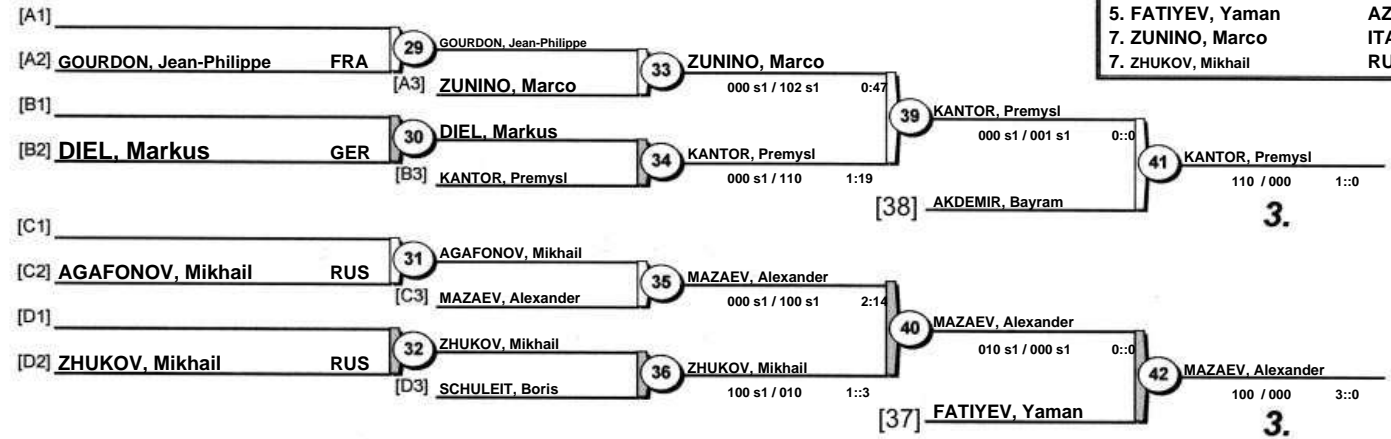 5. FATIYEV, Yaman AZ
7. ZUNINO, Marco ITA
7. ZHUKOV, Mikhail RU
[A1]
[A2] GOURDON, Jean-Philippe FRA
29
GOURDON, Jean-Philippe
[A3] ZUNINO, Marco
33
ZUNINO, Marco
000 s1 / 102 s1 0:47
[B1]
[B2] DIEL, Markus GER
30
DIEL, Markus
[B3] KANTOR, Premysl
34
KANTOR, Premysl
000 s1 / 110 1:19
39
KANTOR, Premysl
000 s1 / 001 s1 0::0
[38] AKDEMIR, Bayram
41
KANTOR, Premysl
110 / 000 1::0
3.
[C1]
[C2] AGAFONOV, Mikhail RUS
31
AGAFONOV, Mikhail
[C3] MAZAEV, Alexander
35
MAZAEV, Alexander
000 s1 / 100 s1 2:14
[D1]
[D2] ZHUKOV, Mikhail RUS
32
ZHUKOV, Mikhail
[D3] SCHULEIT, Boris
36
ZHUKOV, Mikhail
100 s1 / 010 1::3
40
MAZAEV, Alexander
010 s1 / 000 s1 0::0
[37] FATIYEV, Yaman
42
MAZAEV, Alexander
100 / 000 3::0
3.